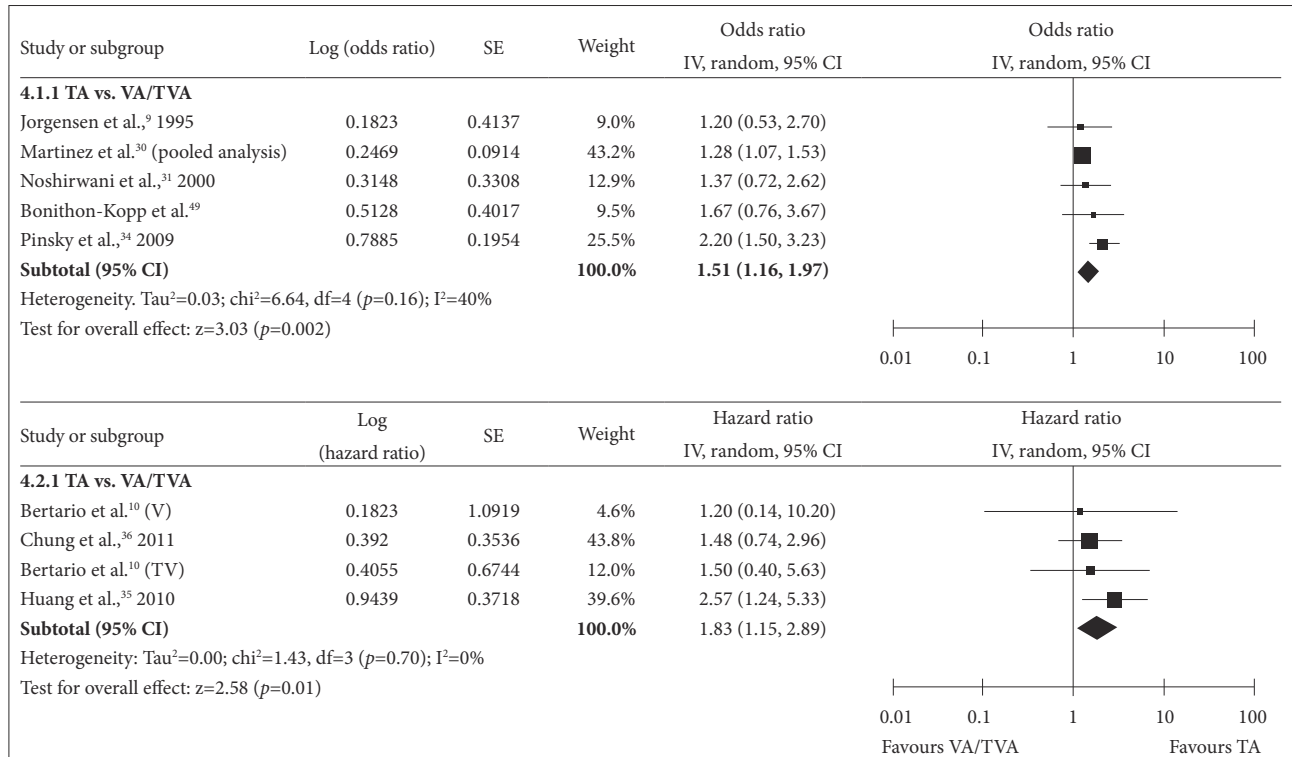 Study or subgroup Log (odds ratio) SE Weight Odds ratio IV, random, 95% CI Odds ratio IV, random, 95% CI
4.1.1 TA vs. VA/TVA
Jorgensen et al.,⁹ 1995 0.1823 0.4137 9.0% 1.20 (0.53, 2.70)
Martinez et al.³⁰ (pooled analysis) 0.2469 0.0914 43.2% 1.28 (1.07, 1.53)
Noshirwani et al.,³¹ 2000 0.3148 0.3308 12.9% 1.37 (0.72, 2.62)
Bonithon-Kopp et al.⁴⁹ 0.5128 0.4017 9.5% 1.67 (0.76, 3.67)
Pinsky et al.,³⁴ 2009 0.7885 0.1954 25.5% 2.20 (1.50, 3.23)
Subtotal (95% CI) 100.0% 1.51 (1.16, 1.97)
Heterogeneity. Tau²=0.03; chi²=6.64, df=4 (p=0.16); I²=40%
Test for overall effect: z=3.03 (p=0.002)
0.01 0.1 1 10 100
Study or subgroup Log (hazard ratio) SE Weight Hazard ratio IV, random, 95% CI Hazard ratio IV, random, 95% CI
4.2.1 TA vs. VA/TVA
Bertario et al.¹⁰ (V) 0.1823 1.0919 4.6% 1.20 (0.14, 10.20)
Chung et al.,³⁶ 2011 0.392 0.3536 43.8% 1.48 (0.74, 2.96)
Bertario et al.¹⁰ (TV) 0.4055 0.6744 12.0% 1.50 (0.40, 5.63)
Huang et al.,³⁵ 2010 0.9439 0.3718 39.6% 2.57 (1.24, 5.33)
Subtotal (95% CI) 100.0% 1.83 (1.15, 2.89)
Heterogeneity: Tau²=0.00; chi²=1.43, df=3 (p=0.70); I²=0%
Test for overall effect: z=2.58 (p=0.01)
0.01 0.1 1 10 100
Favours VA/TVA Favours TA